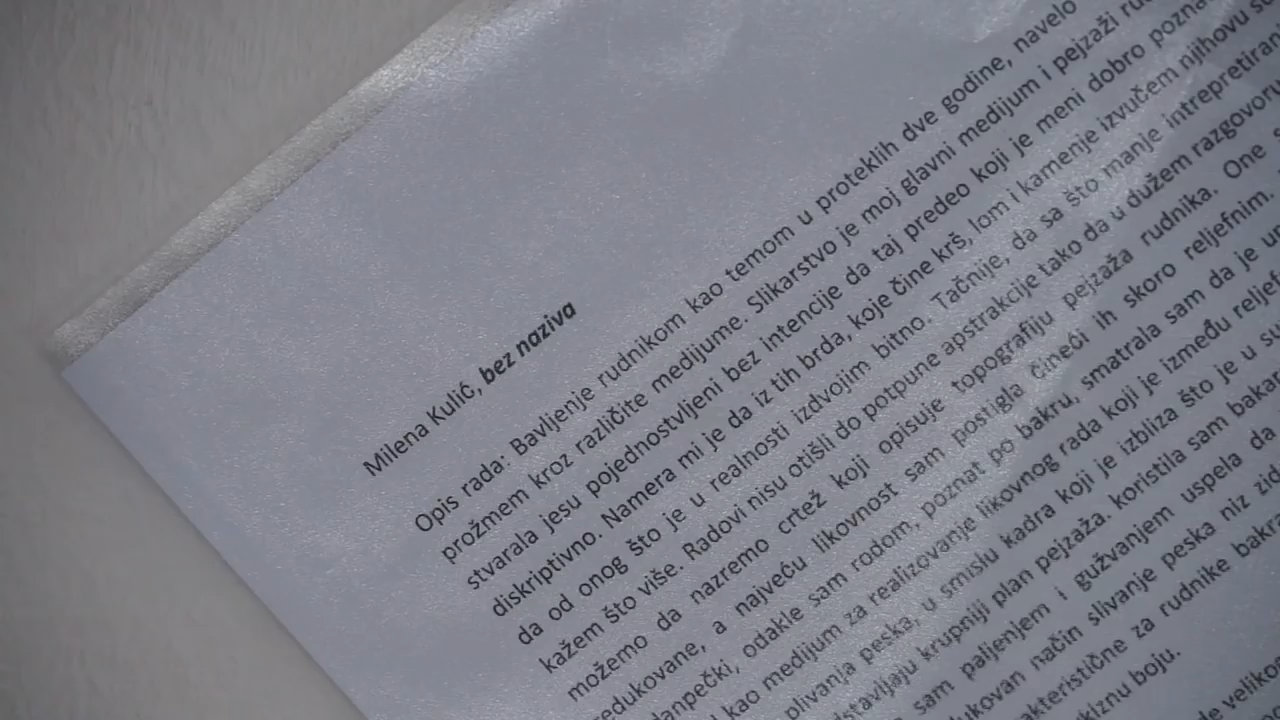 Milena Kulić, bez naziva
Opis rada: Bavljenje rudnikom kao temom u proteklih dve godine, navelo
prožmem kroz različite medijume. Slikarstvo je moj glavni medijum i pejzaži
stvarala jesu pojednostvljeni bez intencije da taj predeo koji je meni dobro
diskriptivno. Namera mi je da iz tih brda, koje čine krš, lom i kamenje izvučem njihovu
da od onog što je u realnosti izdvojim bitno. Tačnije, da sa što manje
kažem što više. Radovi nisu otišli do potpune apstrakcije tako da u dužem
možemo da nazremo crtež koji opisuje topografiju pejzaža rudnika. One
a najveću likovnost sam postigla čineći ih skoro reljefnim.
odakle sam rodom, poznat po bakru, smatrala sam da je
kao medijum za realizovanje likovnog rada koji je između
plivanja peska, u smislu kadra koji je izbliza što je u
krupniji plan pejzaža. koristila sam
sam paljenjem i gužvanjem uspela da
način slivanje peska niz
za rudnike
boju.